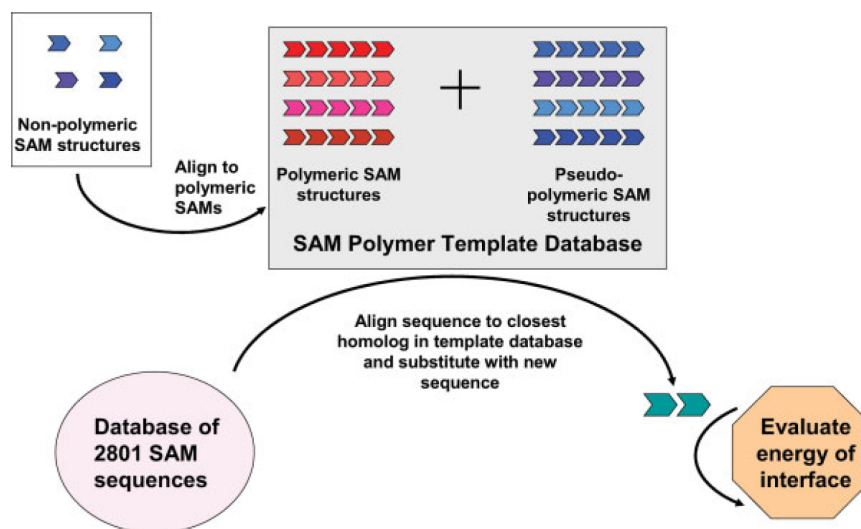 Non-polymeric
SAM structures
Align to
polymeric
SAMs
Polymeric SAM
structures
Pseudo-
polymeric SAM
structures
SAM Polymer Template Database
Align sequence to closest
homolog in template database
and substitute with new
sequence
Database of
2801 SAM
sequences
Evaluate
energy of
interface